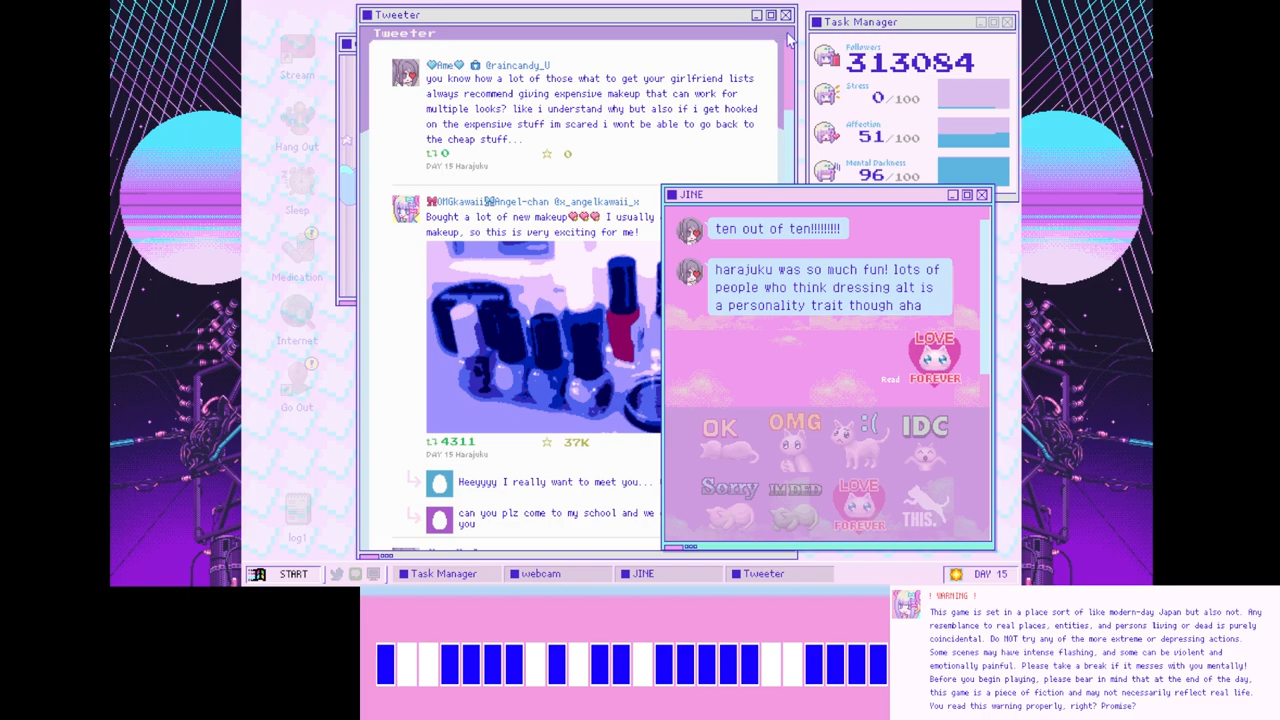 Tweeter
Tweeter
Ame @raincandy_U
you know how a lot of those what to get your girlfriend lists
always recommend giving expensive makeup that can work for
multiple looks? like i understand why but also if i get hooked
on the expensive stuff im scared i wont be able to go back to
the cheap stuff...
0 0
DAY 15 Harajuku
OMGkawaiiAngel-chan @x_angelkawaii_x
Bought a lot of new makeup I usually
makeup, so this is very exciting for me!
4311 37K
DAY 15 Harajuku
Heeyyyy I really want to meet you...
can you plz come to my school and we
you
Task Manager
Followers
313084
Stress
0/100
Affection
51/100
Mental Darkness
96/100
JINE
ten out of ten!!!!!!!!!
harajuku was so much fun! lots of
people who think dressing alt is
a personality trait though aha
LOVE
FOREVER
Read
OK
OMG
:(
IDC
Sorry
LOVE
FOREVER
THIS.
Stream
Hang Out
Sleep
Medication
Internet
Go Out
log1
START
Task Manager
webcam
JINE
Tweeter
DAY 15
! WARNING !
This game is set in a place sort of like modern-day Japan but also not. Any
resemblance to real places, entities, and persons living or dead is purely
coincidental. Do NOT try any of the more extreme or depressing actions.
Some scenes may have intense flashing, and some can be violent and
emotionally painful. Please take a break if it messes with you mentally!
Before you begin playing, please bear in mind that at the end of the day,
this game is a piece of fiction and may not necessarily reflect real life.
You read this warning properly, right? Promise?